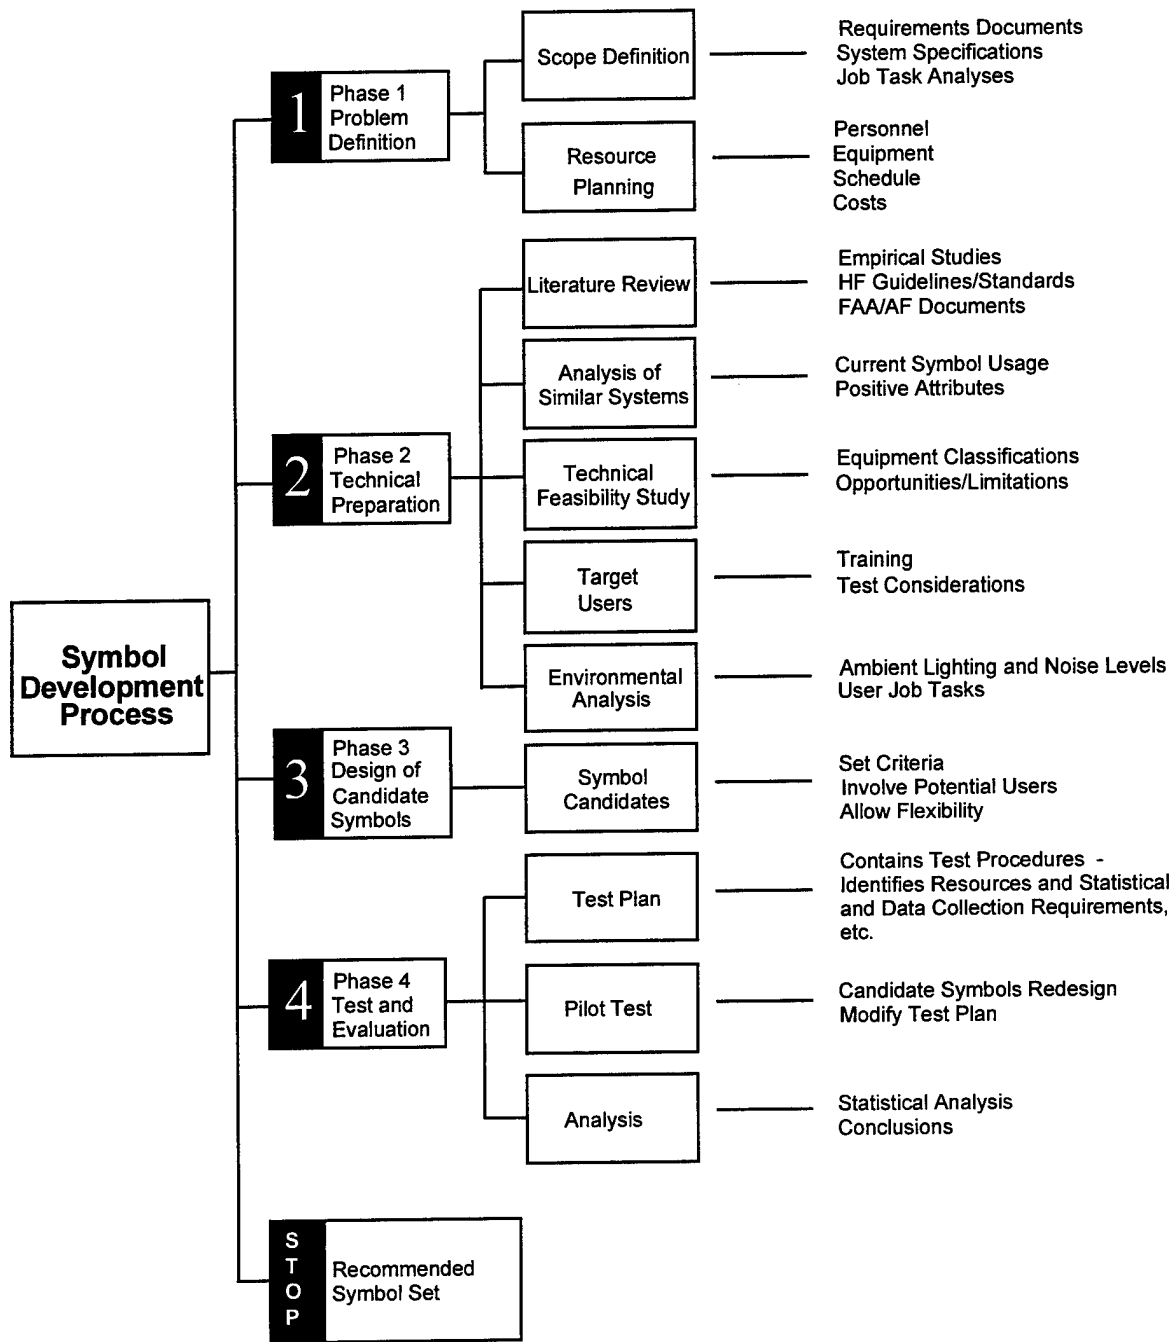 Symbol
Development
Process
1
Phase 1
Problem
Definition
Scope Definition
Requirements Documents
System Specifications
Job Task Analyses
Resource
Planning
Personnel
Equipment
Schedule
Costs
2
Phase 2
Technical
Preparation
Literature Review
Empirical Studies
HF Guidelines/Standards
FAA/AF Documents
Analysis of
Similar Systems
Current Symbol Usage
Positive Attributes
Technical
Feasibility Study
Equipment Classifications
Opportunities/Limitations
Target
Users
Training
Test Considerations
Environmental
Analysis
Ambient Lighting and Noise Levels
User Job Tasks
3
Phase 3
Design of
Candidate
Symbols
Symbol
Candidates
Set Criteria
Involve Potential Users
Allow Flexibility
4
Phase 4
Test and
Evaluation
Test Plan
Contains Test Procedures -
Identifies Resources and Statistical
and Data Collection Requirements,
etc.
Pilot Test
Candidate Symbols Redesign
Modify Test Plan
Analysis
Statistical Analysis
Conclusions
S
T
O
P
Recommended
Symbol Set